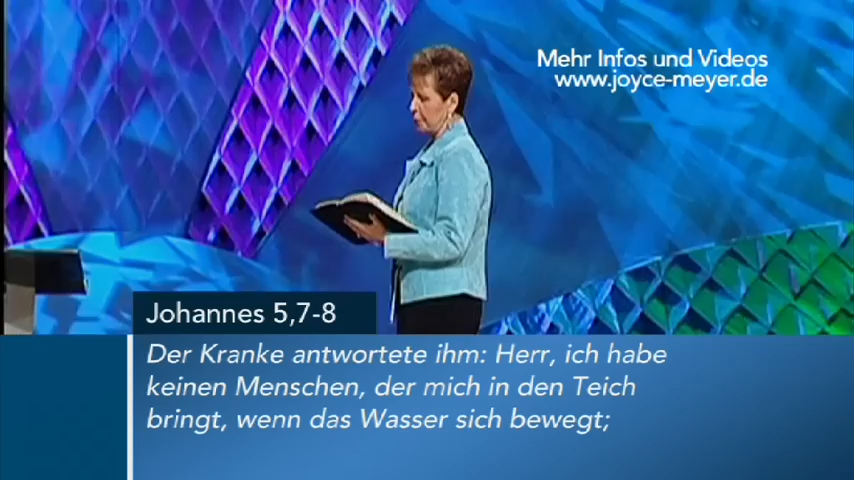 Mehr Infos und Videos
www.joyce-meyer.de
Johannes 5,7-8
Der Kranke antwortete ihm: Herr, ich habe
keinen Menschen, der mich in den Teich
bringt, wenn das Wasser sich bewegt;